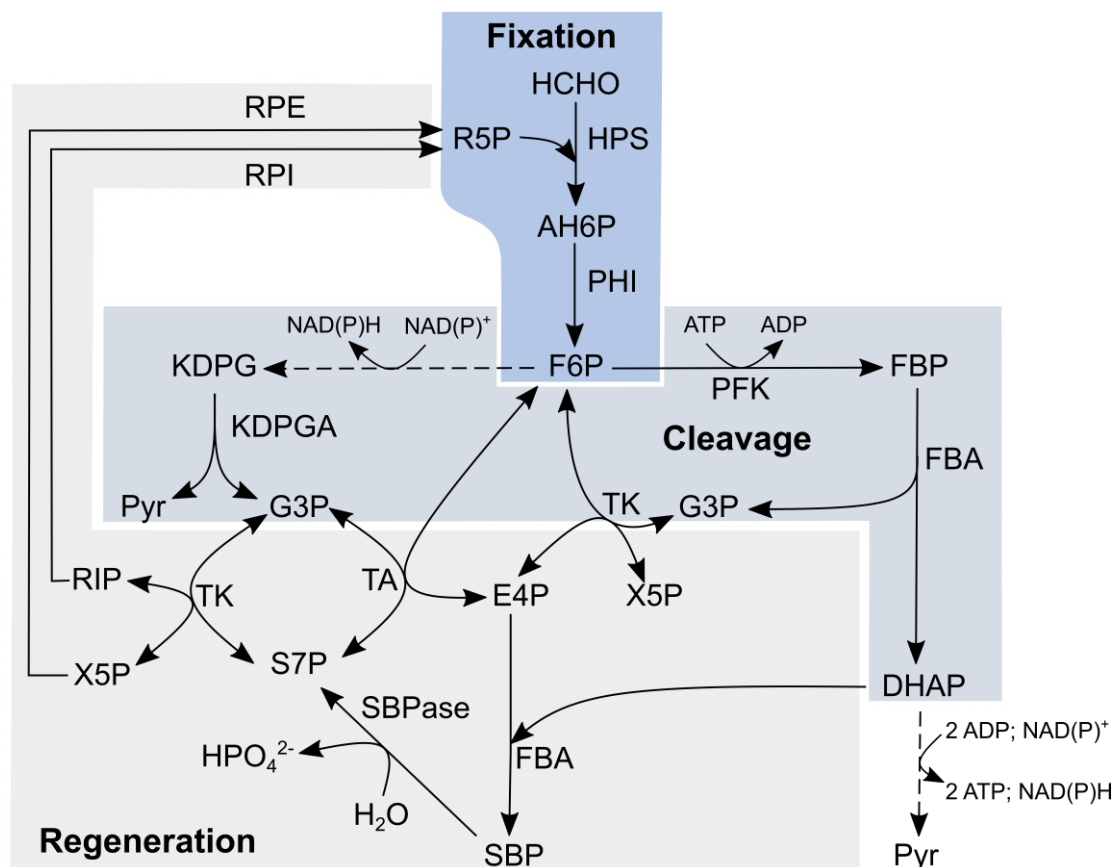 Fixation
HCHO
RPE
R5P
HPS
RPI
AH6P
PHI
NAD(P)H
NAD(P)⁺
ATP
ADP
KDPG
F6P
FBP
PFK
KDPGA
Cleavage
FBA
Pyr
G3P
TK
G3P
RIP
TK
TA
E4P
X5P
X5P
S7P
DHAP
SBPase
2 ADP; NAD(P)⁺
HPO₄²⁻
FBA
2 ATP; NAD(P)H
H₂O
Regeneration
SBP
Pyr